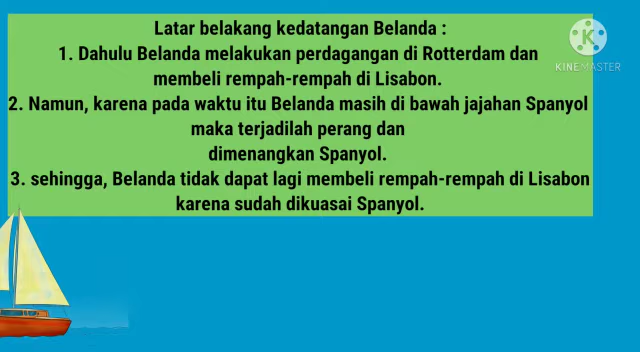 Latar belakang kedatangan Belanda :
1. Dahulu Belanda melakukan perdagangan di Rotterdam dan
membeli rempah-rempah di Lisabon.
2. Namun, karena pada waktu itu Belanda masih di bawah jajahan Spanyol
maka terjadilah perang dan
dimenangkan Spanyol.
3. sehingga, Belanda tidak dapat lagi membeli rempah-rempah di Lisabon
karena sudah dikuasai Spanyol.
K
KINEMASTER